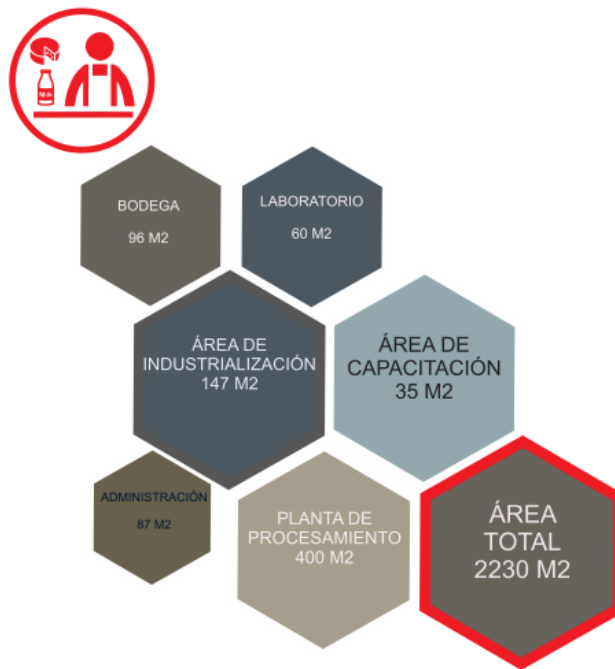 Milk
BODEGA
96 M2
LABORATORIO
60 M2
ÁREA DE
INDUSTRIALIZACIÓN
147 M2
ÁREA DE
CAPACITACIÓN
35 M2
ADMINISTRACIÓN
87 M2
PLANTA DE
PROCESAMIENTO
400 M2
ÁREA
TOTAL
2230 M2